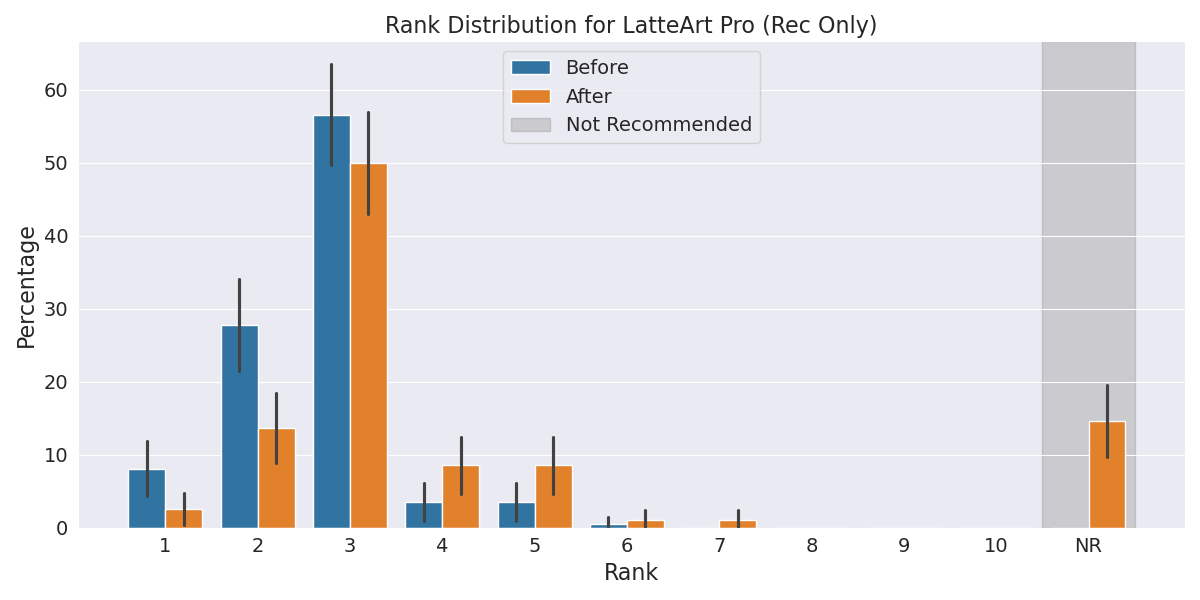 Rank Distribution for LatteArt Pro (Rec Only)
Before
After
Not Recommended
Percentage
60
50
40
30
20
10
0
1 2 3 4 5 6 7 8 9 10 NR
Rank